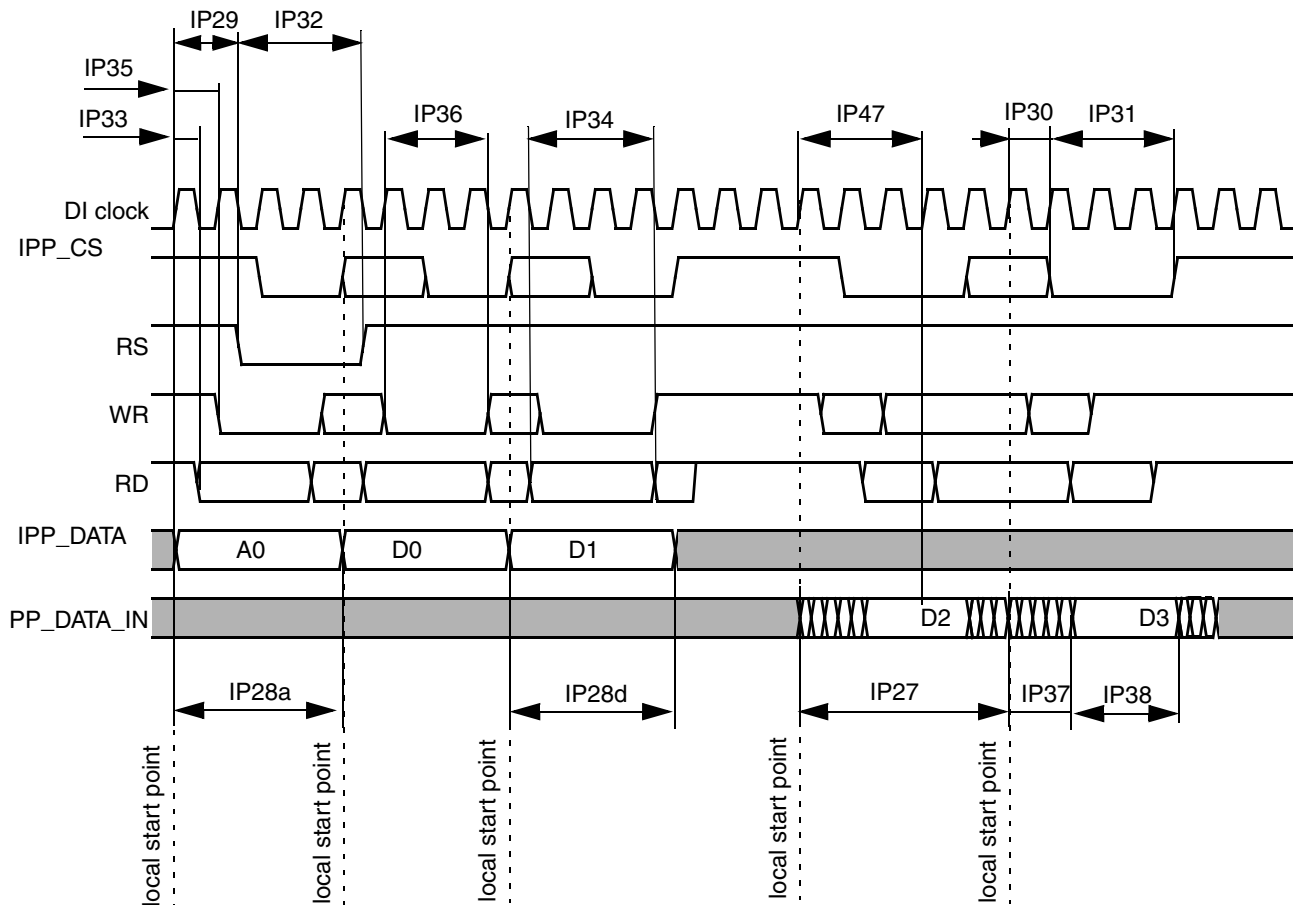 IP29 IP32
IP35
IP33 IP36 IP34 IP47 IP30 IP31
DI clock
IPP_CS
RS
WR
RD
IPP_DATA A0 D0 D1
PP_DATA_IN D2 D3
IP28a IP28d IP27 IP37 IP38
local start point
local start point
local start point
local start point
local start point